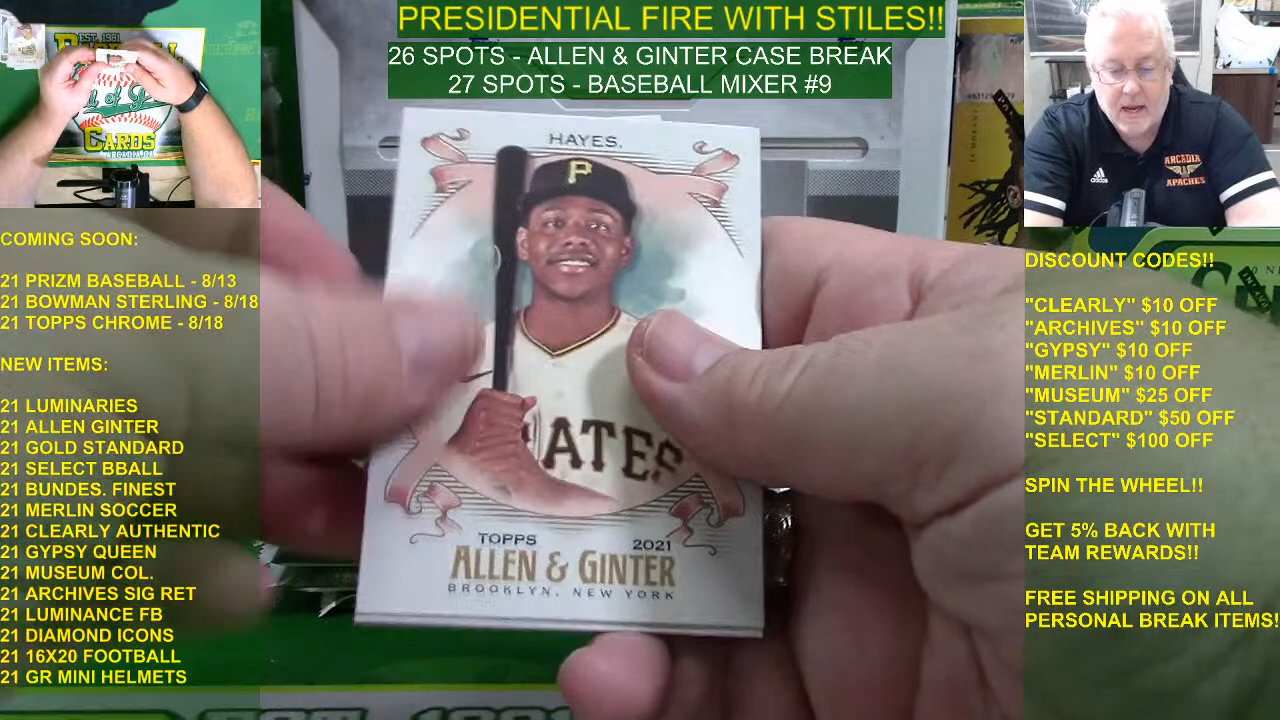 PRESIDENTIAL FIRE WITH STILES!!
26 SPOTS - ALLEN & GINTER CASE BREAK
27 SPOTS - BASEBALL MIXER #9
EST. 1981
CARDS
ARCADIA, CA
COMING SOON:
21 PRIZM BASEBALL - 8/13
21 BOWMAN STERLING - 8/18
21 TOPPS CHROME - 8/18
NEW ITEMS:
21 LUMINARIES
21 ALLEN GINTER
21 GOLD STANDARD
21 SELECT BBALL
21 BUNDES. FINEST
21 MERLIN SOCCER
21 CLEARLY AUTHENTIC
21 GYPSY QUEEN
21 MUSEUM COL.
21 ARCHIVES SIG RET
21 LUMINANCE FB
21 DIAMOND ICONS
21 16X20 FOOTBALL
21 GR MINI HELMETS
HAYES.
P
ATES
TOPPS 2021
ALLEN & GINTER
BROOKLYN, NEW YORK
adidas
ARCADIA
APACHES
DISCOUNT CODES!!
"CLEARLY" $10 OFF
"ARCHIVES" $10 OFF
"GYPSY" $10 OFF
"MERLIN" $10 OFF
"MUSEUM" $25 OFF
"STANDARD" $50 OFF
"SELECT" $100 OFF
SPIN THE WHEEL!!
GET 5% BACK WITH
TEAM REWARDS!!
FREE SHIPPING ON ALL
PERSONAL BREAK ITEMS!